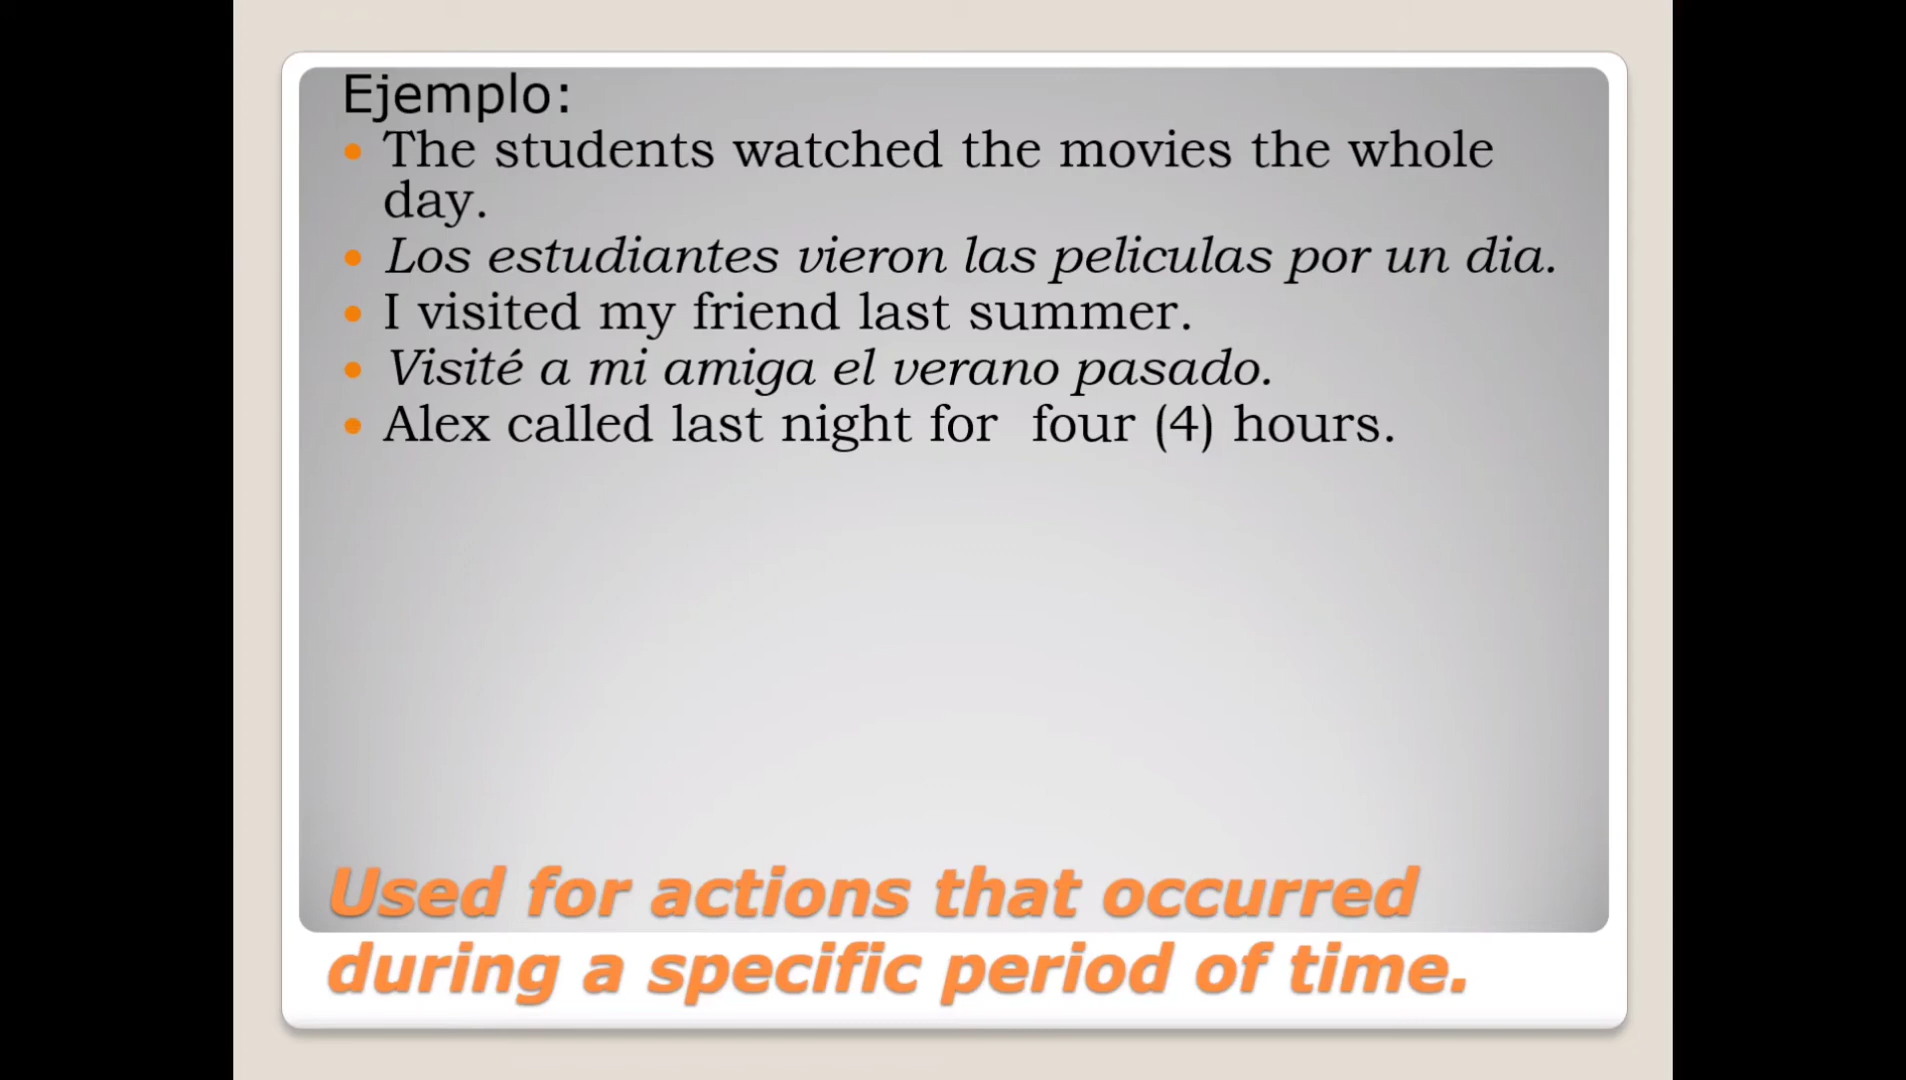 Ejemplo:
• The students watched the movies the whole
day.
• Los estudiantes vieron las peliculas por un dia.
• I visited my friend last summer.
• Visité a mi amiga el verano pasado.
• Alex called last night for  four (4) hours.
Used for actions that occurred
during a specific period of time.